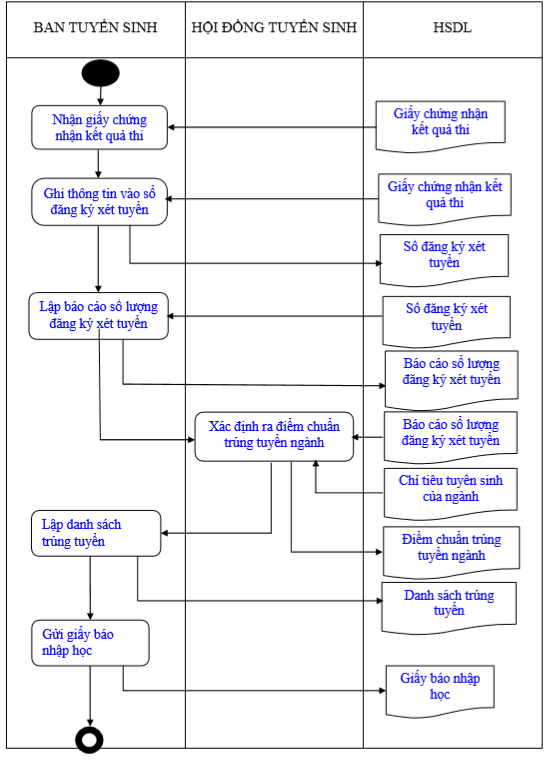 BAN TUYỂN SINH
HỘI ĐỒNG TUYỂN SINH
HSDL
Nhận giấy chứng
nhận kết quả thi
Giấy chứng nhận
kết quả thi
Ghi thông tin vào sổ
đăng ký xét tuyển
Giấy chứng nhận kết
quả thi
Sổ đăng ký xét
tuyển
Lập báo cáo số lượng
đăng ký xét tuyển
Sổ đăng ký xét
tuyển
Báo cáo số lượng
đăng ký xét tuyển
Xác định ra điểm chuẩn
trúng tuyển ngành
Báo cáo số lượng
đăng ký xét tuyển
Chỉ tiêu tuyển sinh
của ngành
Lập danh sách
trúng tuyển
Điểm chuẩn trúng
tuyển ngành
Danh sách trúng
tuyển
Gửi giấy báo
nhập học
Giấy báo nhập
học